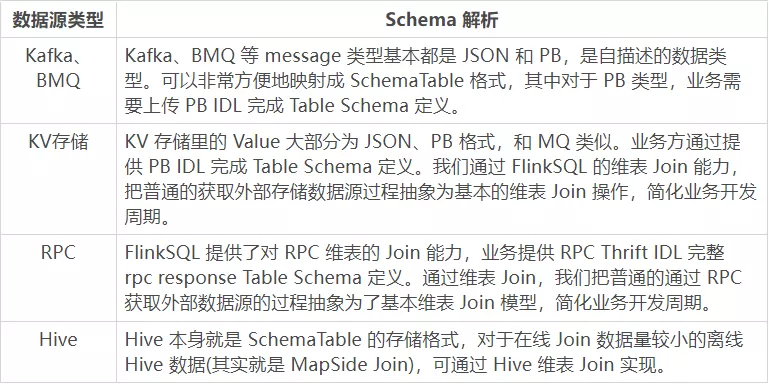 数据源类型
Schema 解析
Kafka、
BMQ
Kafka、BMQ 等 message 类型基本都是 JSON 和 PB，是自描述的数据类
型。可以非常方便地映射成 SchemaTable 格式，其中对于 PB 类型，业务需
要上传 PB IDL 完成 Table Schema 定义。
KV存储
KV 存储里的 Value 大部分为 JSON、PB 格式，和 MQ 类似。业务方通过提
供 PB IDL 完成 Table Schema 定义。我们通过 FlinkSQL 的维表 Join 能力，
把普通的获取外部存储数据源过程抽象为基本的维表 Join 操作，简化业务开发
周期。
RPC
FlinkSQL 提供了对 RPC 维表的 Join 能力，业务提供 RPC Thrift IDL 完整
rpc response Table Schema 定义。通过维表 Join，我们把普通的通过 RPC
获取外部数据源的过程抽象为了基本维表 Join 模型，简化业务开发周期。
Hive
Hive 本身就是 SchemaTable 的存储格式，对于在线 Join 数据量较小的离线
Hive 数据(其实就是 MapSide Join)，可通过 Hive 维表 Join 实现。